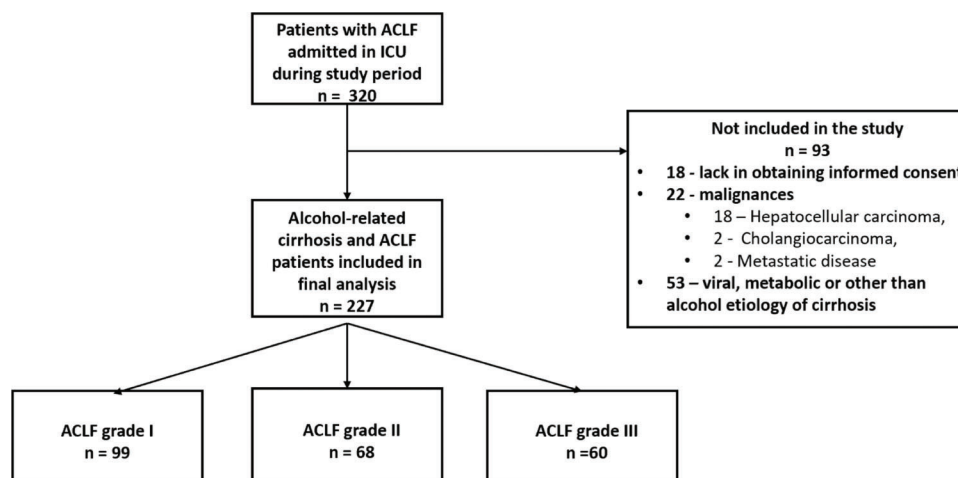 Patients with ACLF
admitted in ICU
during study period
n = 320
Not included in the study
n = 93
• 18 - lack in obtaining informed consent
• 22 - malignances
• 18 – Hepatocellular carcinoma,
• 2 - Cholangiocarcinoma,
• 2 - Metastatic disease
• 53 – viral, metabolic or other than
alcohol etiology of cirrhosis
Alcohol-related
cirrhosis and ACLF
patients included in
final analysis
n = 227
ACLF grade I
n = 99
ACLF grade II
n = 68
ACLF grade III
n =60